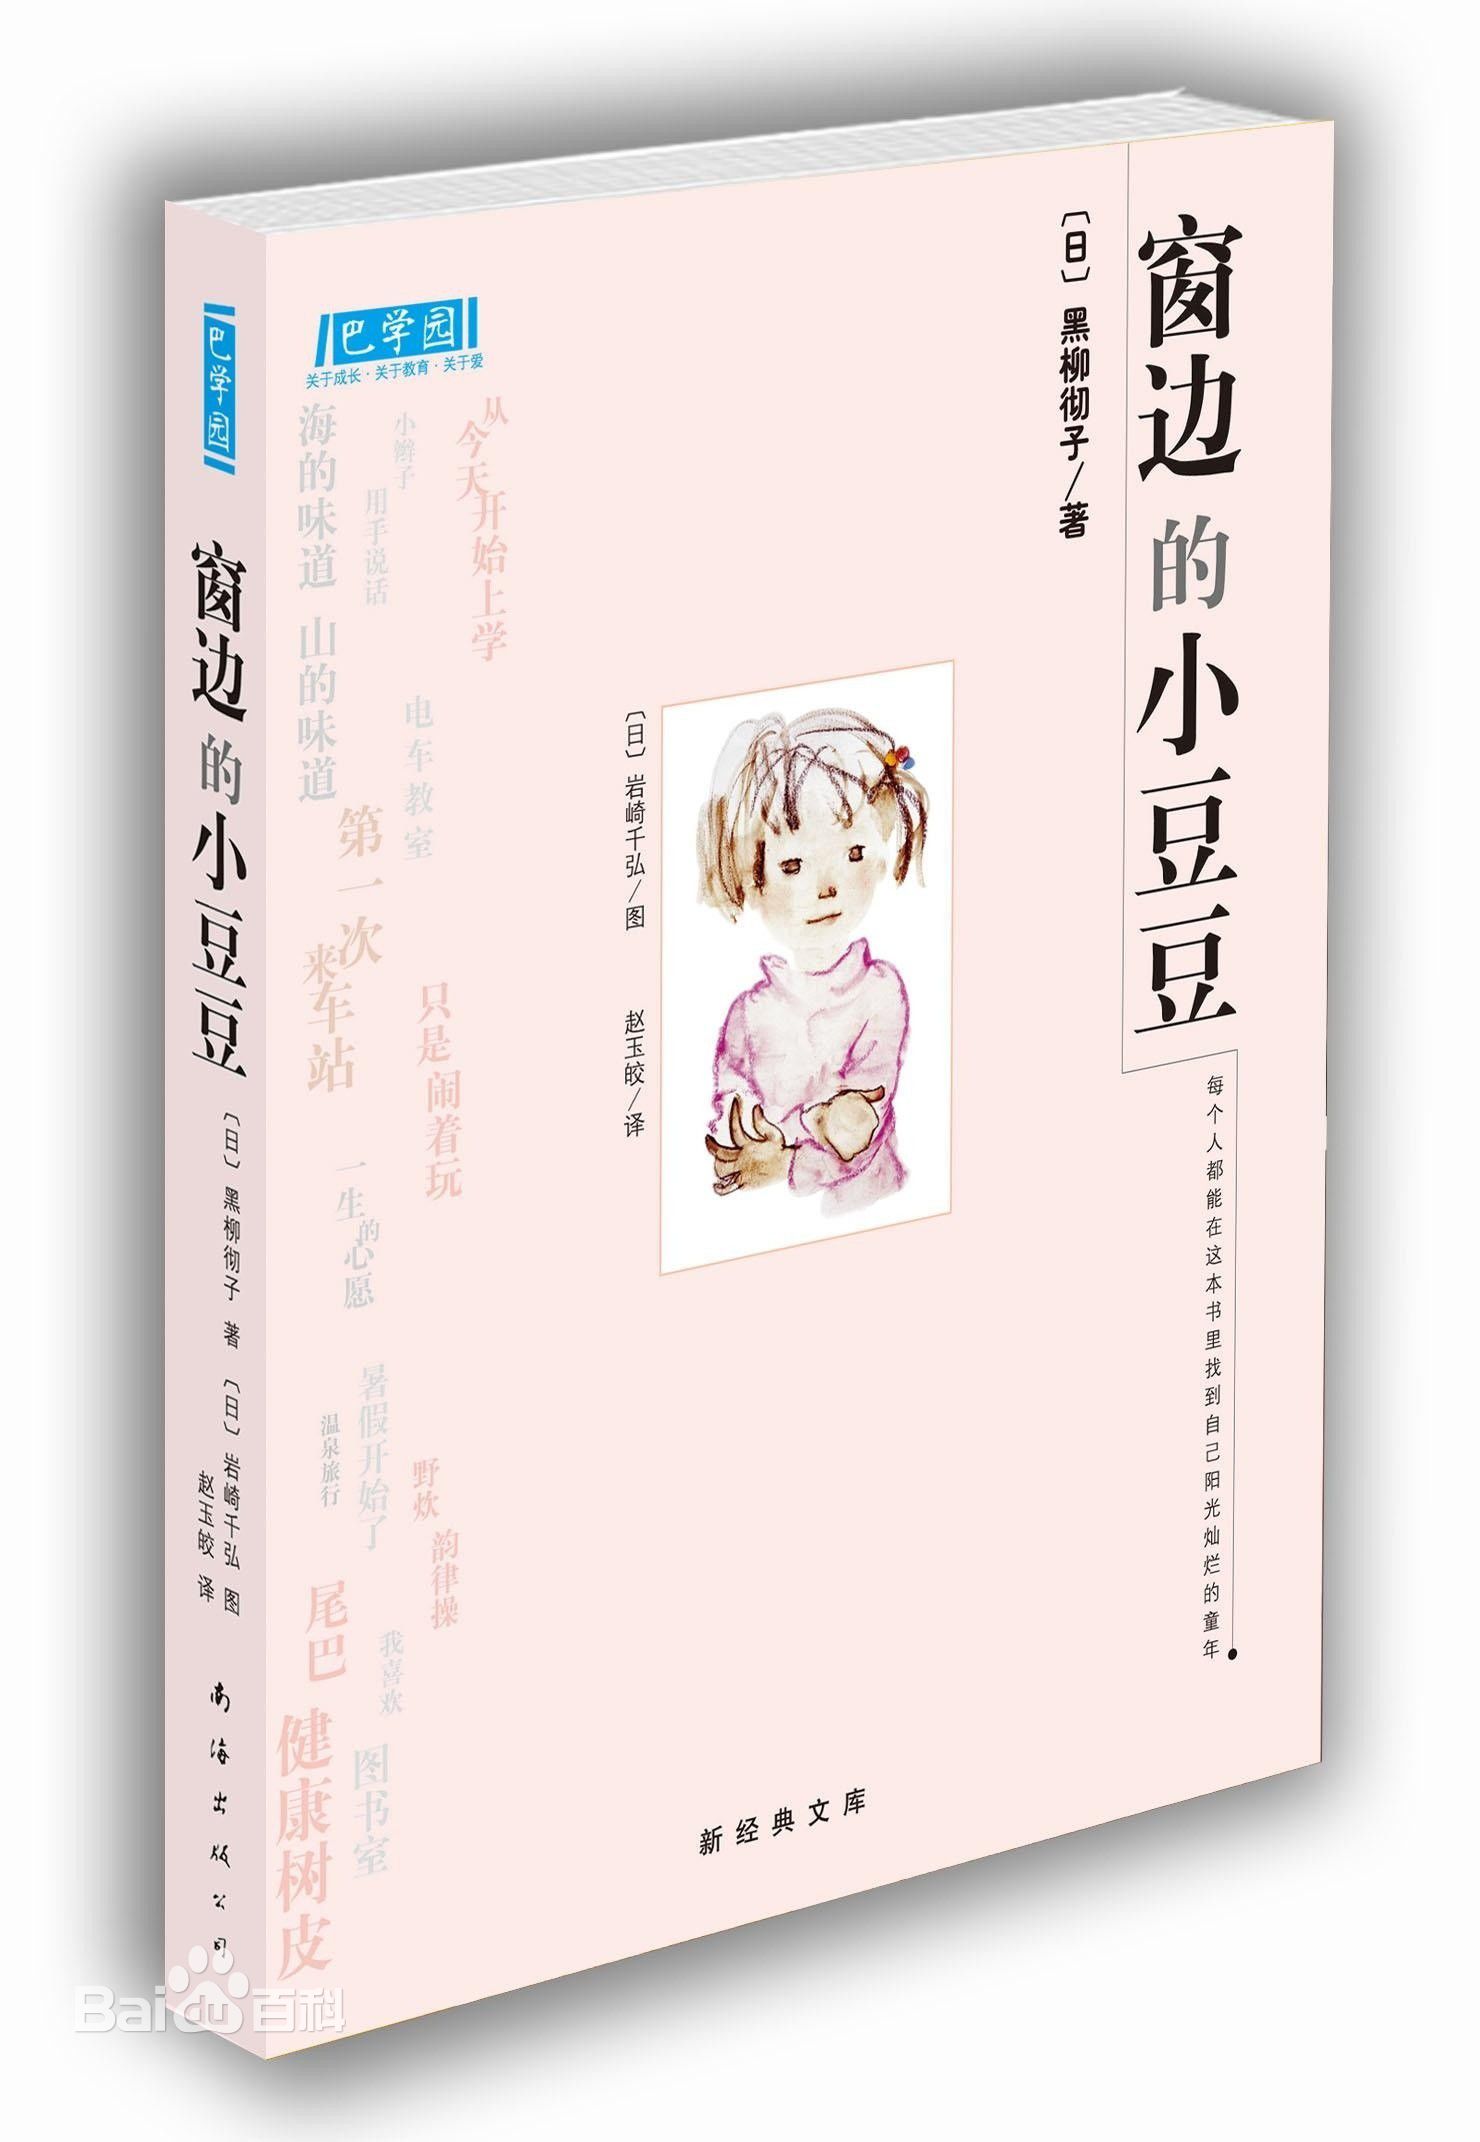 窗边的小豆豆
〔日〕黑柳彻子/著
每个人都能在这本书里找到自己阳光灿烂的童年
〔日〕岩崎千弘/图
赵玉皎/译
新经典文库
巴学园
关于成长·关于教育·关于爱
从今天开始上学
小辫子
用手说话
海的味道 山的味道
电车教室
第一次来车站
只是闹着玩
一生的心愿
暑假开始了
温泉旅行
野炊
韵律操
尾巴
我喜欢
图书室
健康树皮
巴学园
窗边的小豆豆
〔日〕黑柳彻子 著
〔日〕岩崎千弘 图
赵玉皎 译
南海出版公司
Bai 百科